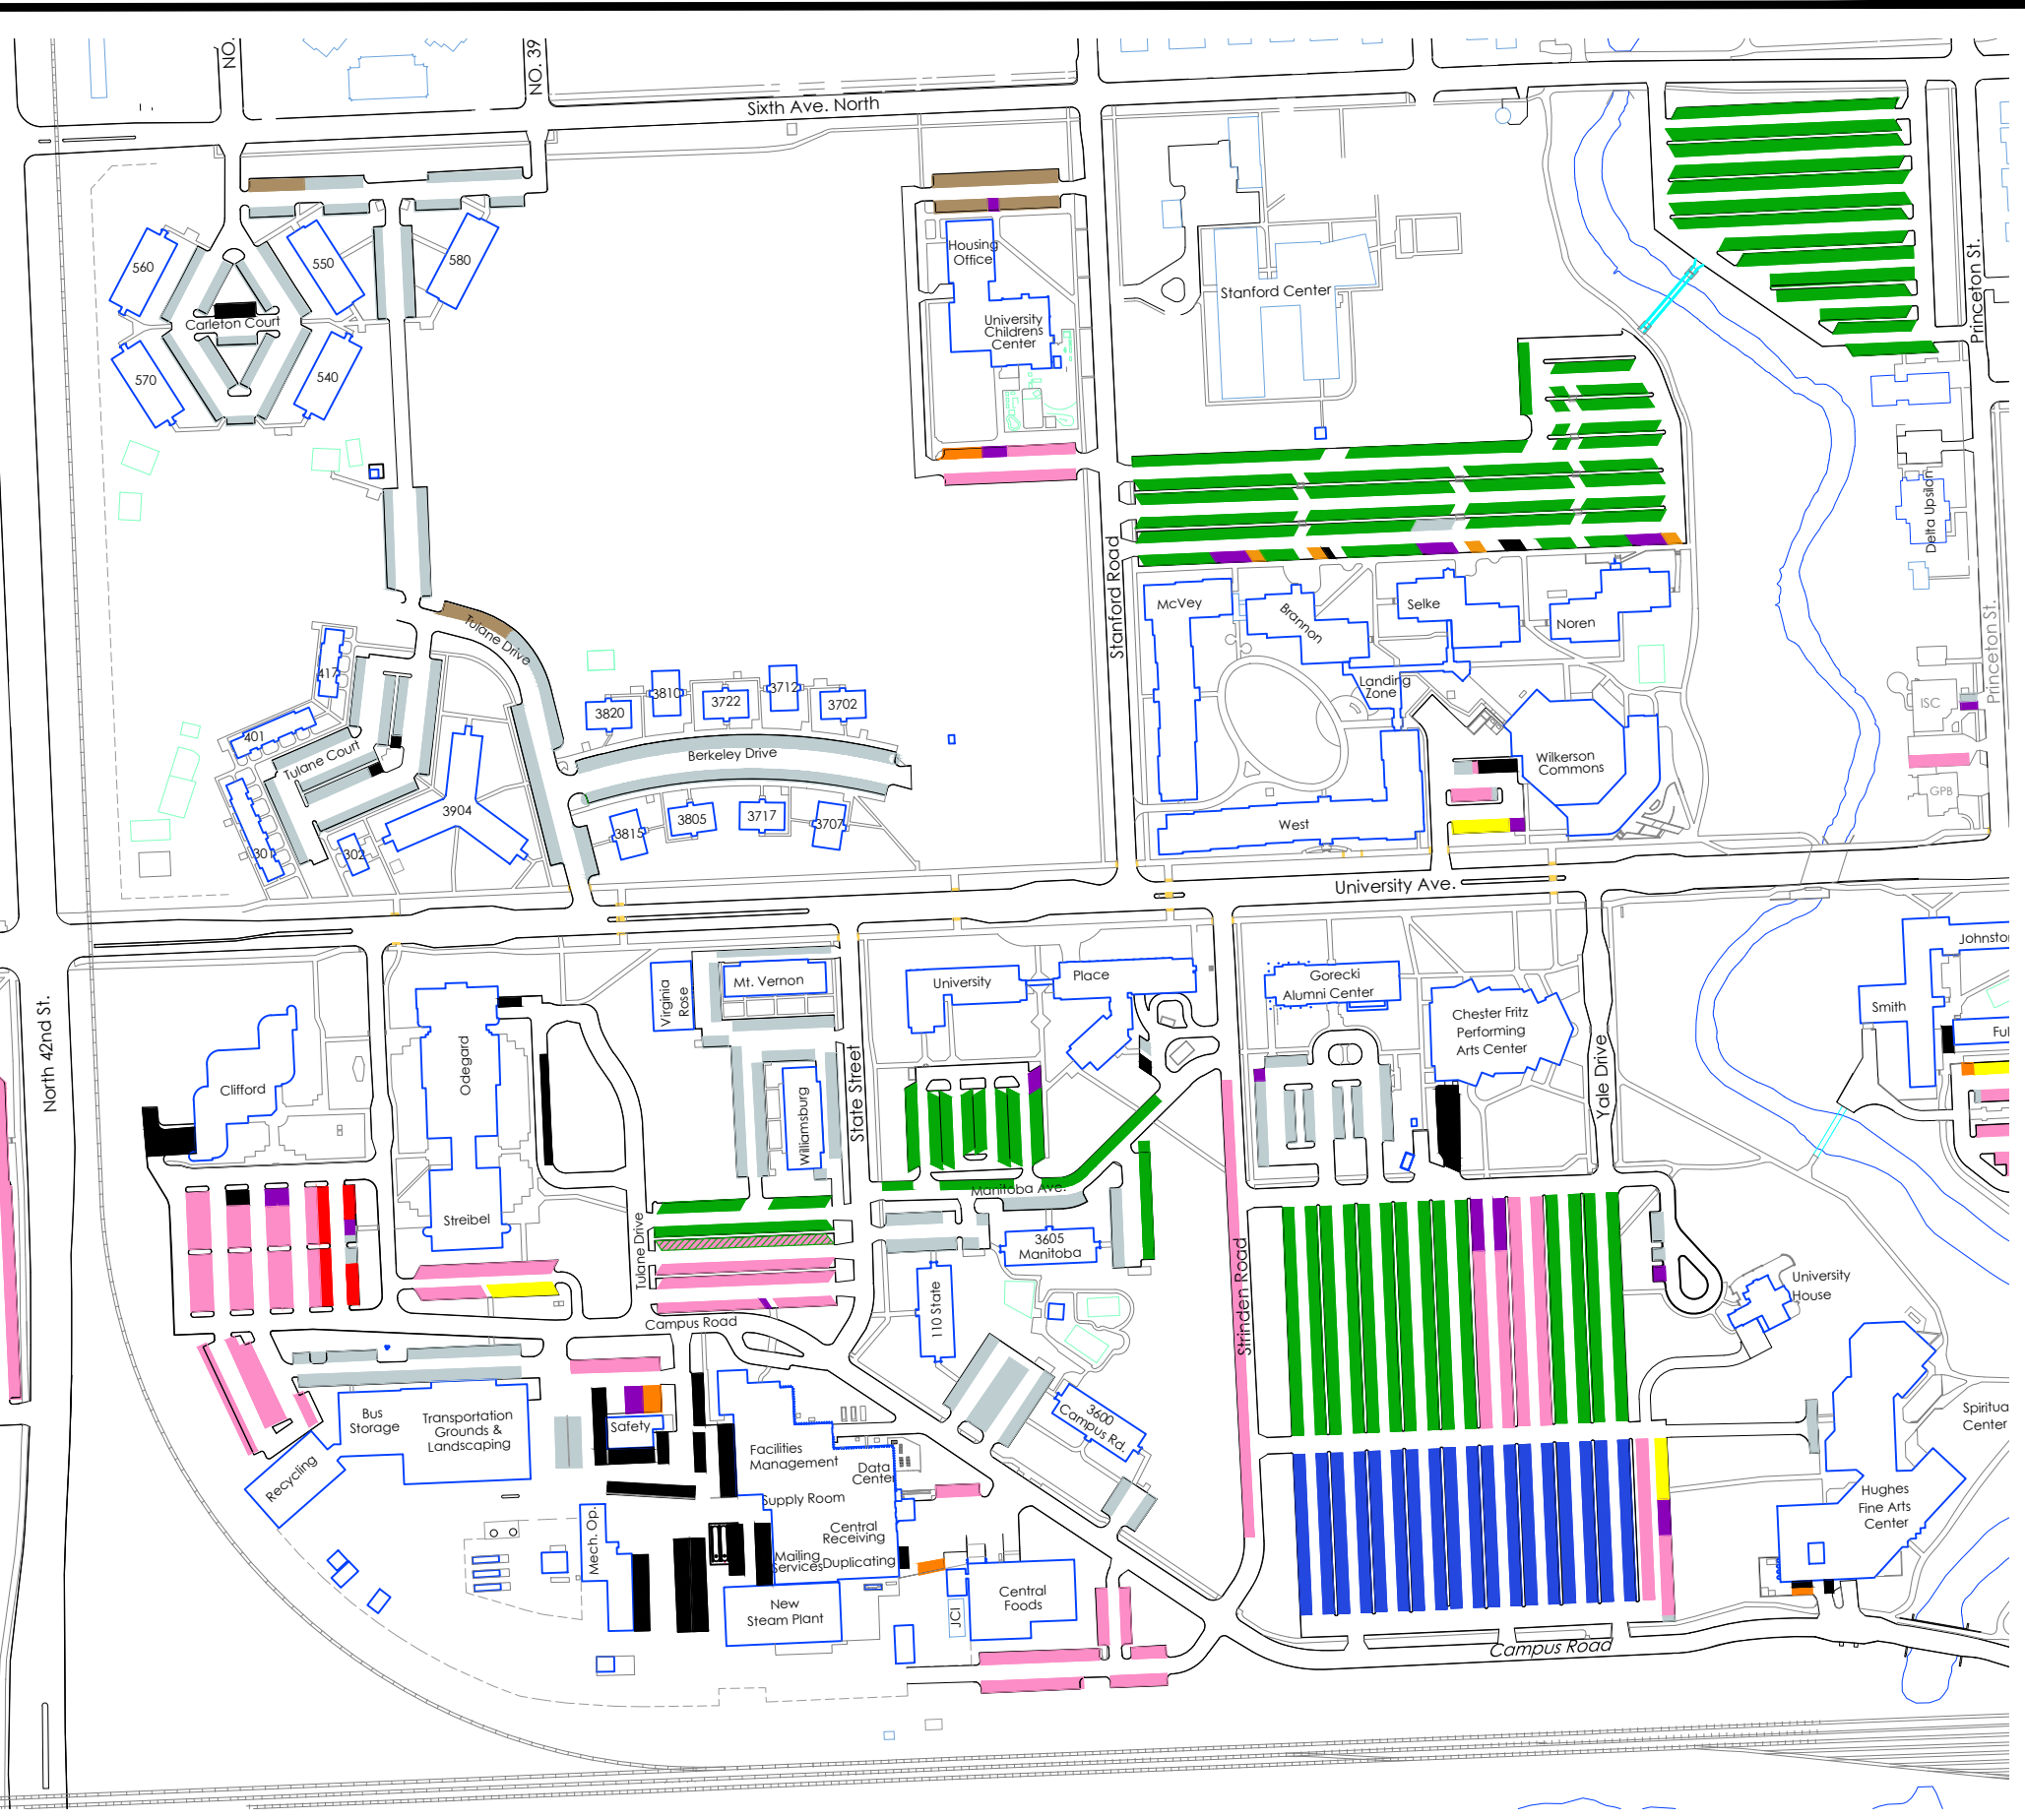 NO.
NO. 39
Sixth Ave. North
560
550
580
Carleton Court
570
540
Housing
Office
University
Childrens
Center
Stanford Center
Princeton St.
Delta Upsilon
Stanford Road
McVey
Brannon
Selke
Noren
Landing
Zone
Princeton St.
ISC
GPB
Wilkerson
Commons
West
University Ave.
Tulane Drive
417
401
Tulane Court
301
302
3904
3820
3810
3722
3712
3702
Berkeley Drive
3815
3805
3717
3707
North 42nd St.
Clifford
Odegard
Streibel
Virginia
Rose
Mt. Vernon
Williamsburg
State Street
University
Place
Manitoba Ave.
3605
Manitoba
110 State
Tulane Drive
Campus Road
Gorecki
Alumni Center
Chester Fritz
Performing
Arts Center
Yale Drive
Johnsto
Smith
Ful
Strinden Road
University
House
Spiritua
Center
Hughes
Fine Arts
Center
Bus
Storage
Transportation
Grounds &
Landscaping
Recycling
Safety
Facilities
Management
Data
Center
Supply Room
Central
Receiving
Mailing
Services
Duplicating
Mech. Op.
New
Steam Plant
JCI
Central
Foods
3600
Campus Rd.
Campus Road